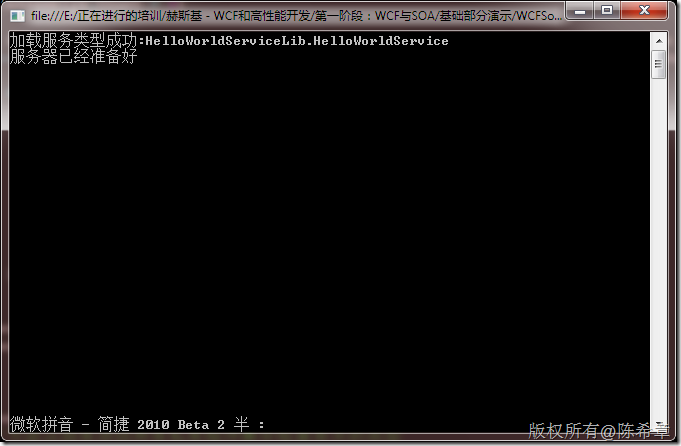 file:///E:/正在进行的培训/赫斯基 - WCF和高性能开发/第一阶段：WCF与SOA/基础部分演示/WCFSo...
加载服务类型成功:HelloWorldServiceLib.HelloWorldService
服务器已经准备好
微软拼音 - 简捷 2010 Beta 2 半 :
版权所有@陈希章